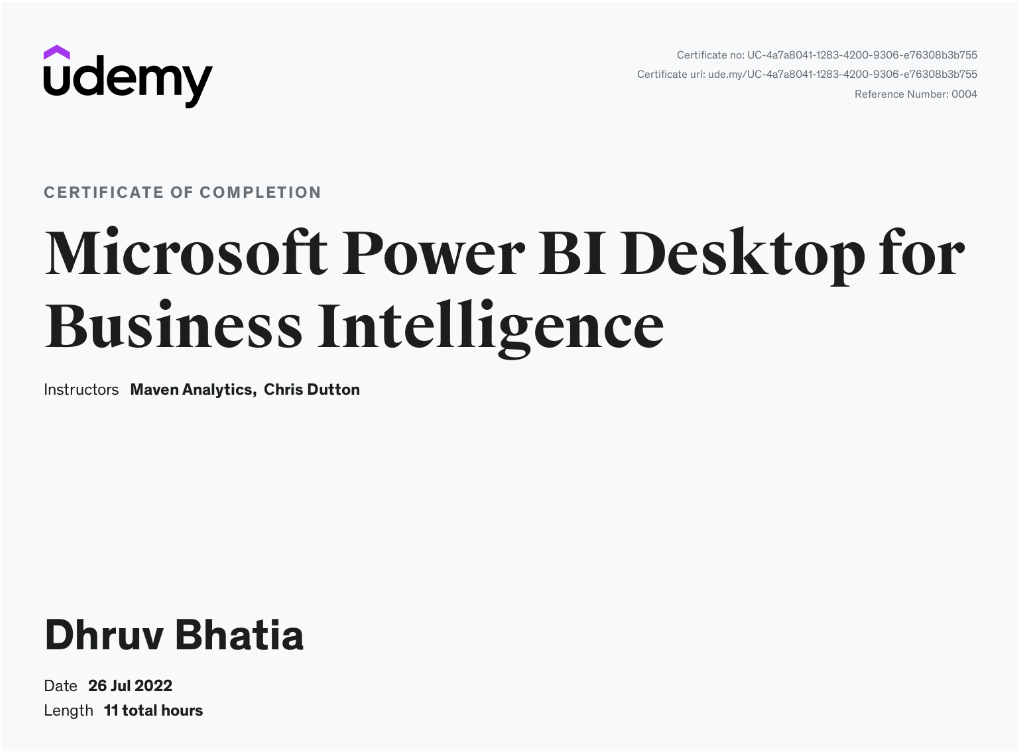 udemy
Certificate no: UC-4a7a8041-1283-4200-9306-e76308b3b755
Certificate url: ude.my/UC-4a7a8041-1283-4200-9306-e76308b3b755
Reference Number: 0004
CERTIFICATE OF COMPLETION
Microsoft Power BI Desktop for
Business Intelligence
Instructors Maven Analytics, Chris Dutton
Dhruv Bhatia
Date 26 Jul 2022
Length 11 total hours